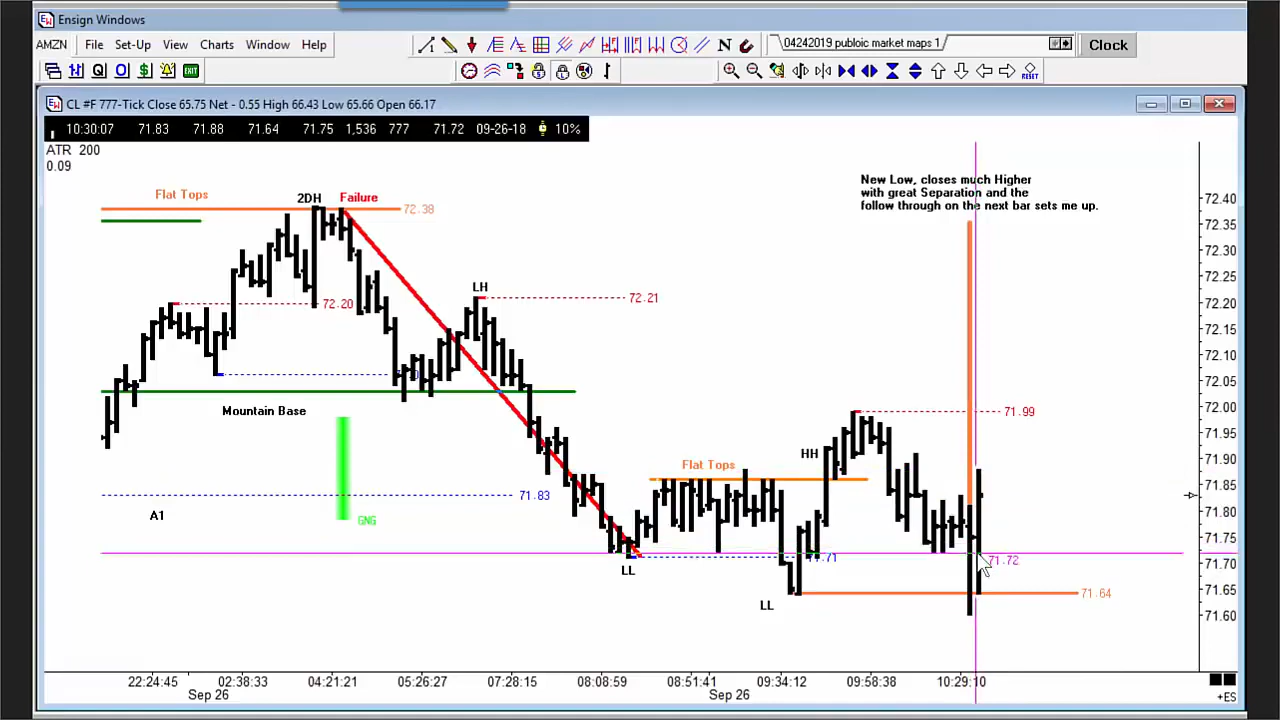 Ensign Windows
AMZN File Set-Up View Charts Window Help
N
04242019 publoic market maps 1
Clock
RESET
CL #F 777-Tick Close 65.75 Net - 0.55 High 66.43 Low 65.66 Open 66.17
10:30:07 71.83 71.88 71.64 71.75 1,536 777 71.72 09-26-18 10%
ATR 200
0.09
New Low, closes much Higher
with great Separation and the
follow through on the next bar sets me up.
Flat Tops
2DH
Failure
72.38
LH
72.20
72.21
Mountain Base
71.99
HH
Flat Tops
71.83
A1
GNG
71.71
71.72
LL
LL
71.64
72.40
72.35
72.30
72.25
72.20
72.15
72.10
72.05
72.00
71.95
71.90
71.85
71.80
71.75
71.70
71.65
71.60
22:24:45 02:38:33 04:21:21 05:26:27 07:28:15 08:08:59 08:51:41 09:34:12 09:58:38 10:29:10
Sep 26 Sep 26
+ES